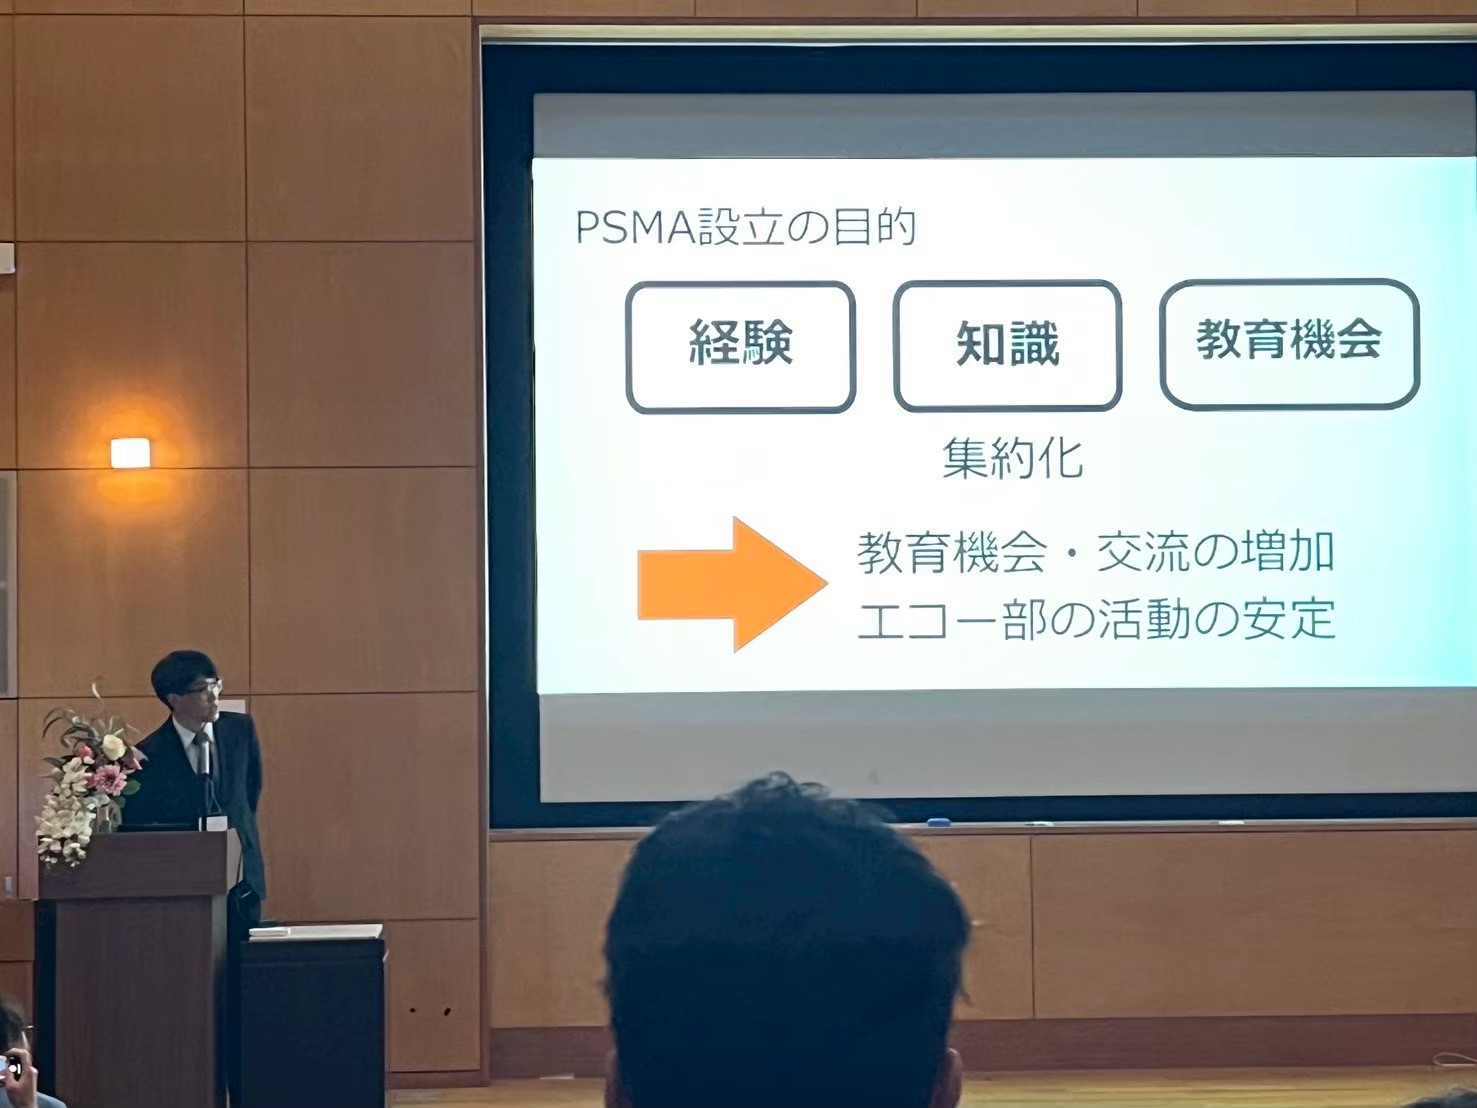 PSMA設立の目的
経験 知識 教育機会
集約化
教育機会・交流の増加
エコー部の活動の安定